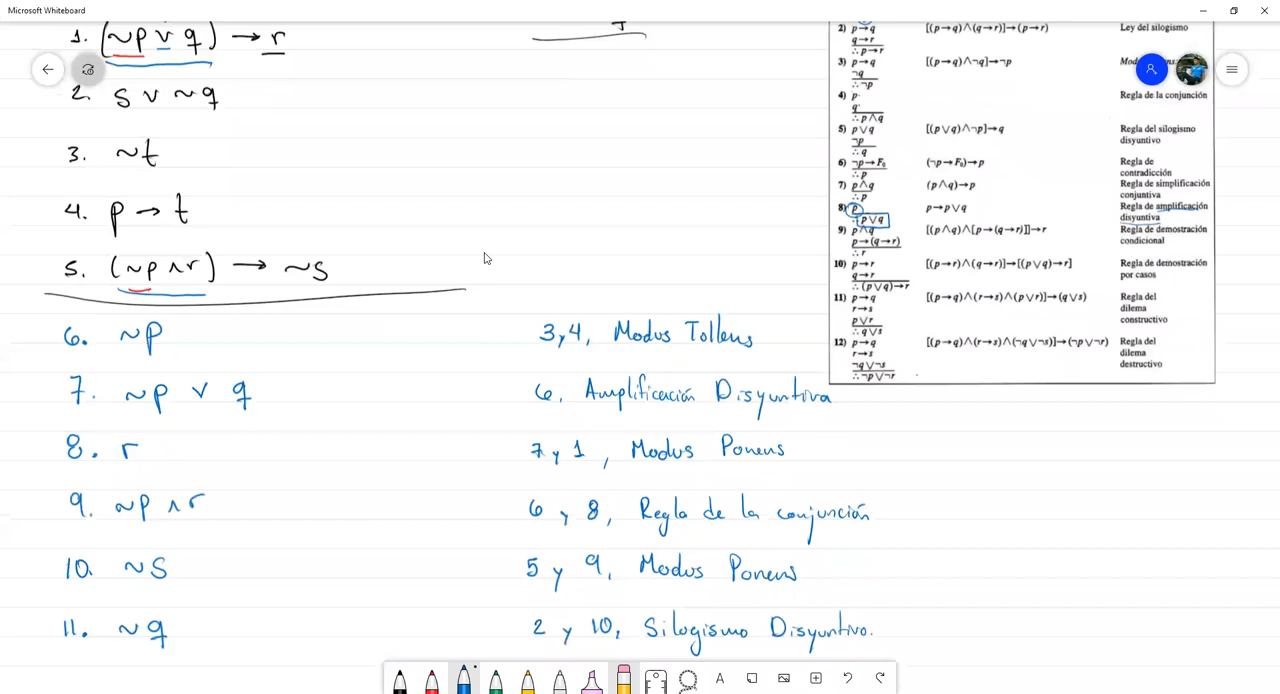 Microsoft Whiteboard
1. (~p ∨ q) → r
2. s ∨ ~q
3. ~t
4. p → t
5. (~p ∧ r) → ~s
6. ~p 3,4, Modus Tollens
7. ~p ∨ q 6, Amplificación Disyuntiva
8. r 7 y 1, Modus Ponens
9. ~p ∧ r 6 y 8, Regla de la conjunción
10. ~s 5 y 9, Modus Ponens
11. ~q 2 y 10, Silogismo Disyuntivo.
2) p→q [(p→q)∧(q→r)]→(p→r) Ley del silogismo
q→r
∴p→r
3) p→q [(p→q)∧¬q]→¬p
¬q
∴¬p
4) p Regla de la conjunción
q
∴p∧q
5) p∨q [(p∨q)∧¬p]→q Regla del silogismo
¬p disyuntivo
∴q
6) ¬p→F₀ (¬p→F₀)→p Regla de
∴p contradicción
7) p∧q (p∧q)→p Regla de simplificación
∴p conjuntiva
8) p p→p∨q Regla de amplificación
p∨q disyuntiva
9) p∧q [(p∧q)∧[p→(q→r)]]→r Regla de demostración
p→(q→r) condicional
∴r
10) p→r [(p→r)∧(q→r)]→[(p∨q)→r] Regla de demostración
q→r por casos
∴(p∨q)→r
11) p→q [(p→q)∧(r→s)∧(p∨r)]→(q∨s) Regla del
r→s dilema
p∨r constructivo
∴q∨s
12) p→q [(p→q)∧(r→s)∧(¬q∨¬s)]→(¬p∨¬r) Regla del
r→s dilema
¬q∨¬s destructivo
∴¬p∨¬r
A